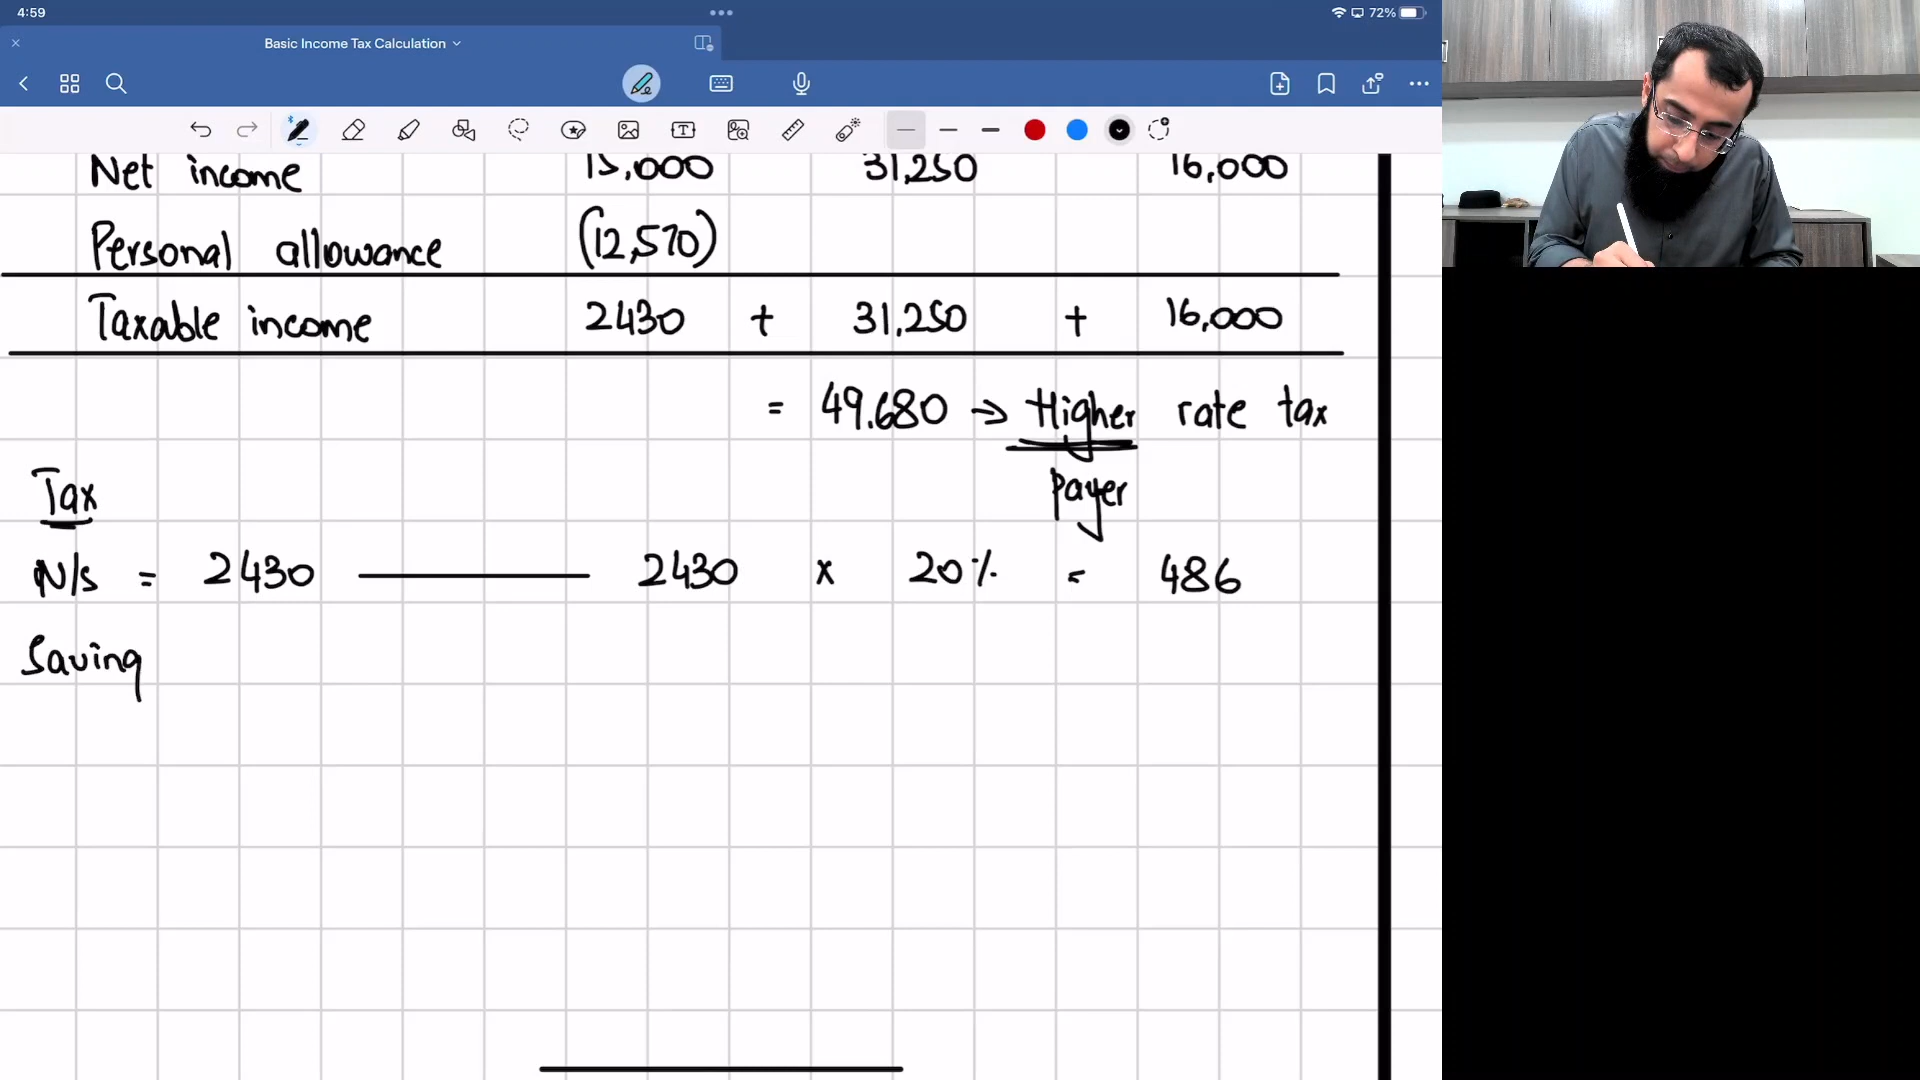 4:59
72%
Basic Income Tax Calculation
Net income 15,000 31,250 16,000
Personal allowance (12,570)
Taxable income 2430 + 31,250 + 16,000
= 49.680 → Higher rate tax
payer
Tax
N/s = 2430 — 2430 x 20% = 486
Saving